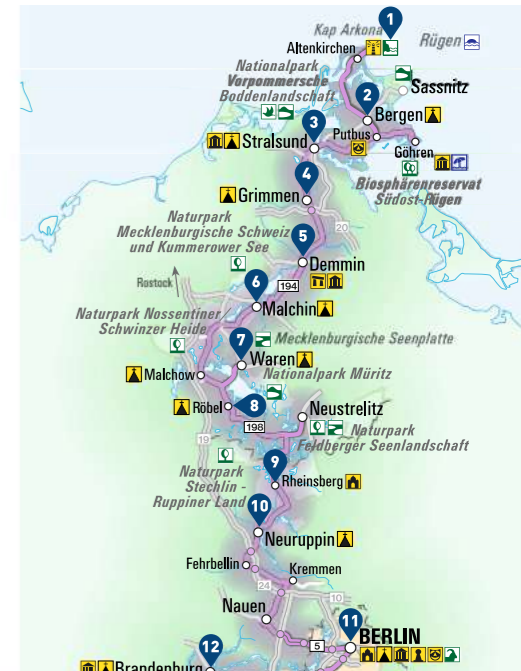 1
Kap Arkona
Rügen
Altenkirchen
Nationalpark
Vorpommersche
Boddenlandschaft
Sassnitz
2
Bergen
3
Putbus
Stralsund
Göhren
4
Biosphärenreservat
Südost-Rügen
Grimmen
Naturpark
Mecklenburgische Schweiz
und Kummerower See
20
5
Demmin
Rostock
194
6
Malchin
Naturpark Nossentiner
Schwinzer Heide
7
Mecklenburgische Seenplatte
Waren
Nationalpark Müritz
Malchow
Röbel
8
Neustrelitz
198
Naturpark
Feldberger Seenlandschaft
19
9
Naturpark
Stechlin -
Ruppiner Land
Rheinsberg
10
Neuruppin
Fehrbellin
Kremmen
24
10
Nauen
11
5
BERLIN
12
Brandenburg